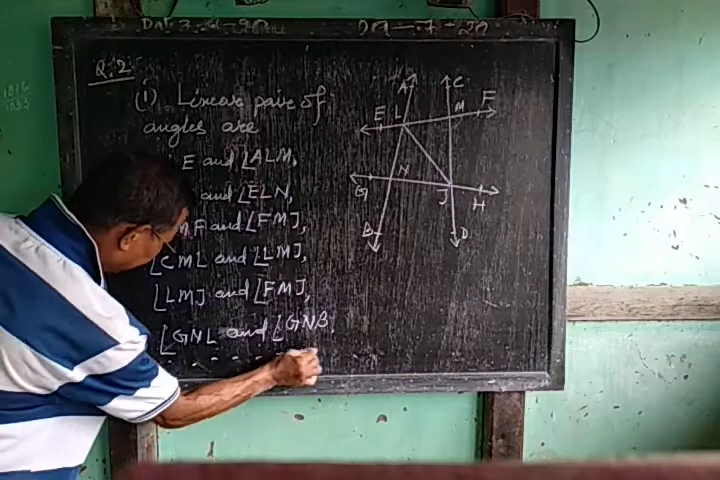 Q.2
(i) Linear pair of
angles are
E and ∠ALM,
and ∠ELN,
MF and ∠FMJ,
∠CML and ∠LMJ,
∠LMJ and ∠FMJ,
∠GNL and ∠GNB
A C
E L M F
G N J H
B D